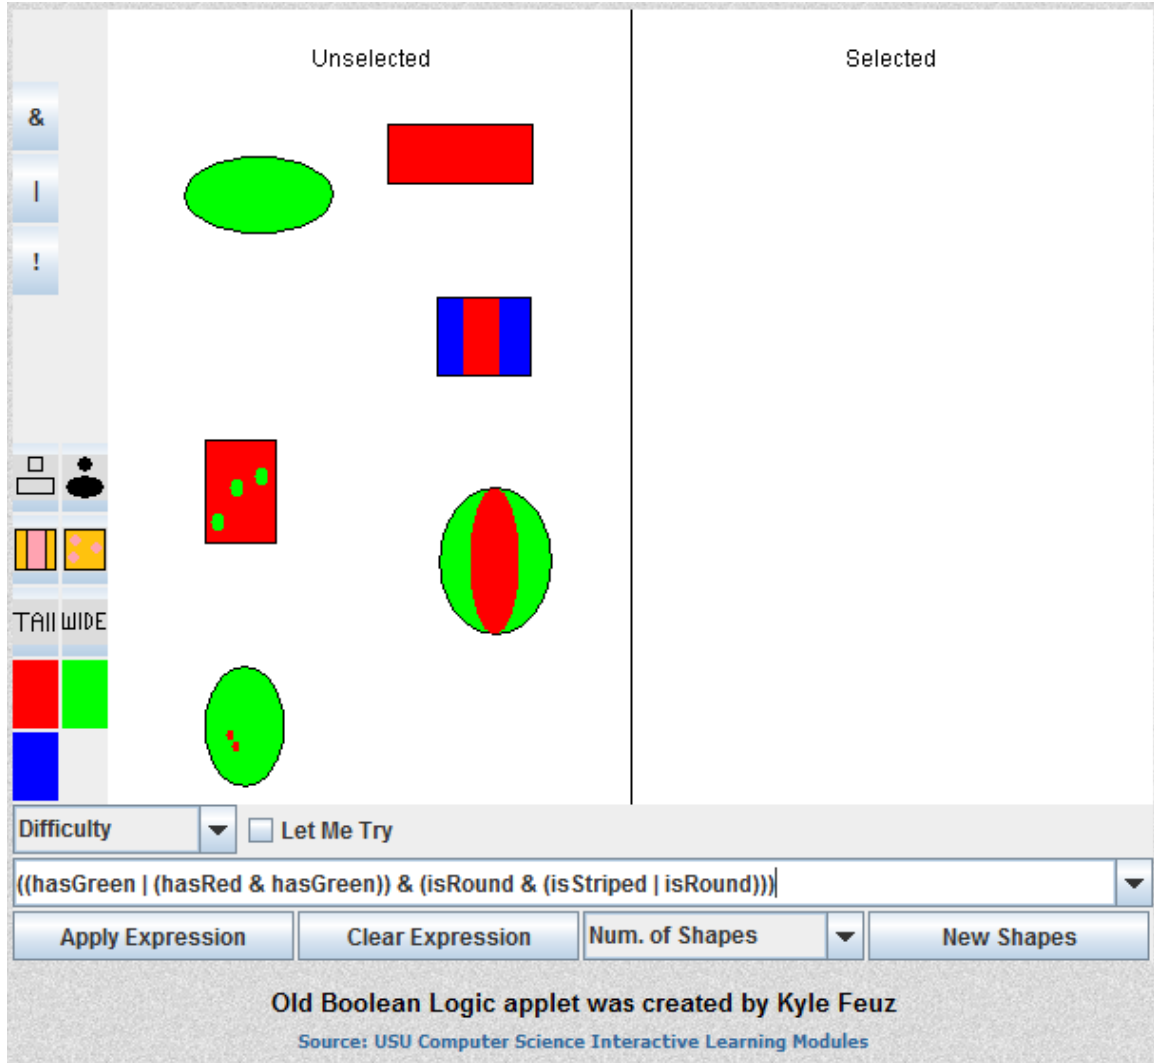 Unselected
Selected
&
|
!
TAll WIDE
Difficulty
Let Me Try
((hasGreen | (hasRed & hasGreen)) & (isRound & (isStriped | isRound)))
Apply Expression
Clear Expression
Num. of Shapes
New Shapes
Old Boolean Logic applet was created by Kyle Feuz
Source: USU Computer Science Interactive Learning Modules